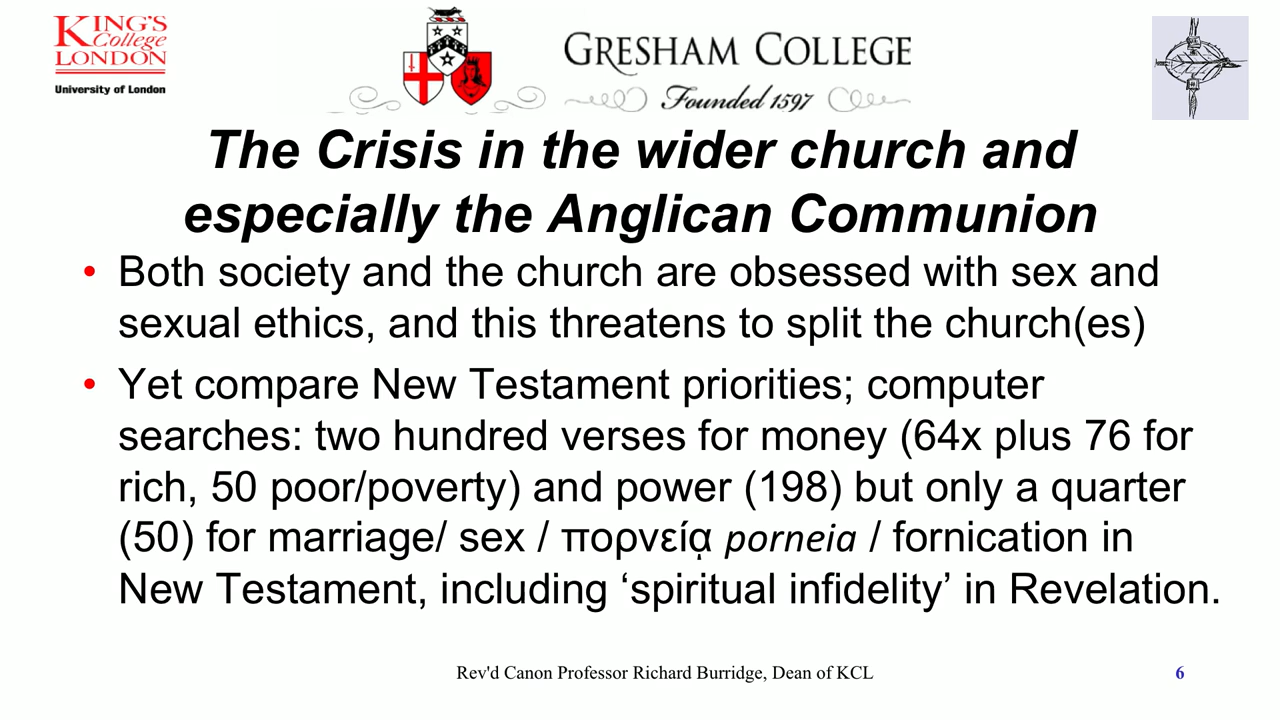 KING'S
College
LONDON
University of London
GRESHAM COLLEGE
Founded 1597
The Crisis in the wider church and
especially the Anglican Communion
• Both society and the church are obsessed with sex and
sexual ethics, and this threatens to split the church(es)
• Yet compare New Testament priorities; computer
searches: two hundred verses for money (64x plus 76 for
rich, 50 poor/poverty) and power (198) but only a quarter
(50) for marriage/ sex / πορνείᾳ porneia / fornication in
New Testament, including ‘spiritual infidelity’ in Revelation.
Rev'd Canon Professor Richard Burridge, Dean of KCL
6